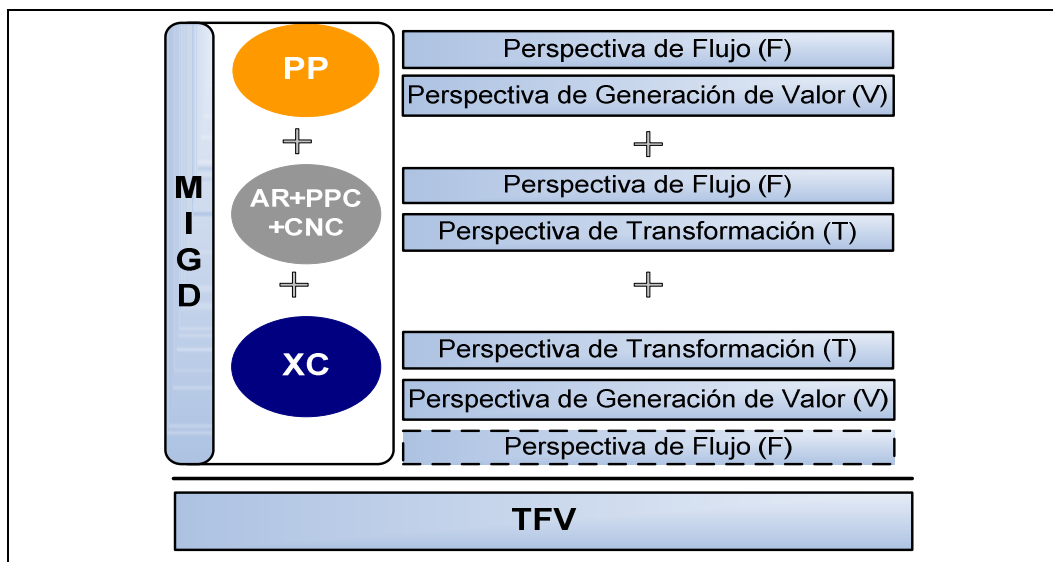 M
I
G
D
PP
Perspectiva de Flujo (F)
Perspectiva de Generación de Valor (V)
+
+
AR+PPC
+CNC
Perspectiva de Flujo (F)
Perspectiva de Transformación (T)
+
+
XC
Perspectiva de Transformación (T)
Perspectiva de Generación de Valor (V)
Perspectiva de Flujo (F)
TFV